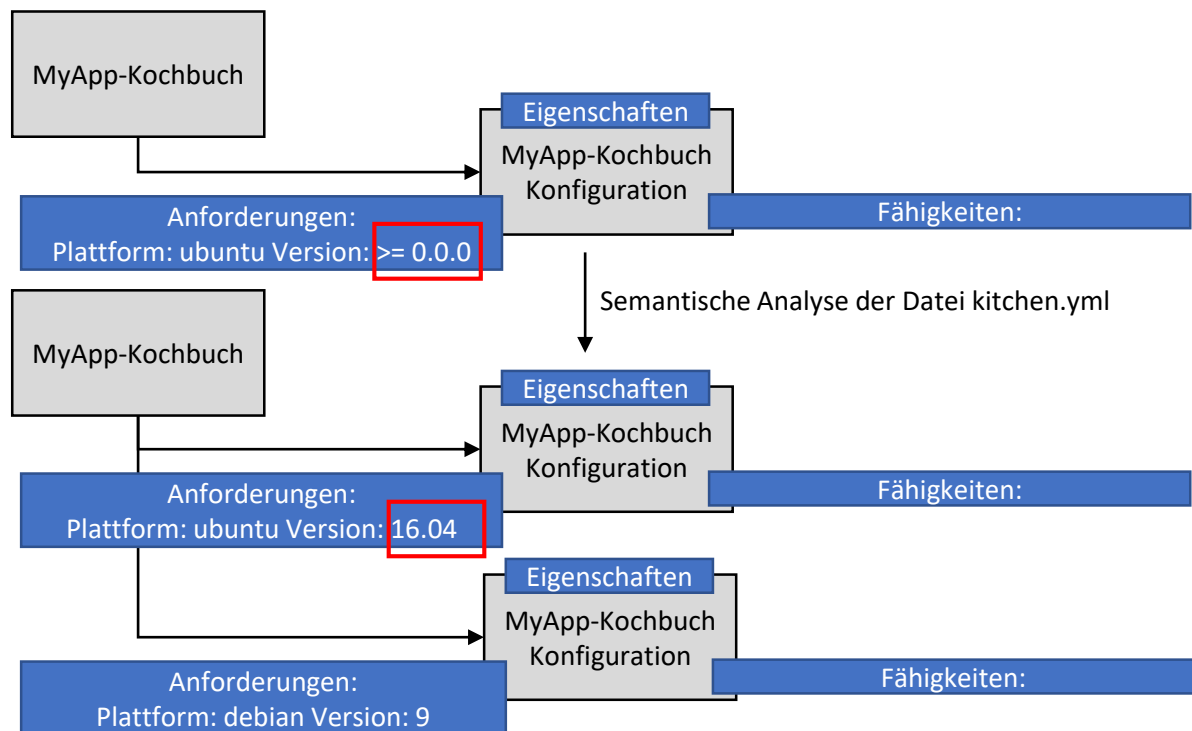 MyApp-Kochbuch
Eigenschaften
MyApp-Kochbuch
Konfiguration
Anforderungen:
Plattform: ubuntu Version: >= 0.0.0
Fähigkeiten:
Semantische Analyse der Datei kitchen.yml
MyApp-Kochbuch
Eigenschaften
MyApp-Kochbuch
Konfiguration
Anforderungen:
Plattform: ubuntu Version: 16.04
Fähigkeiten:
Eigenschaften
MyApp-Kochbuch
Konfiguration
Anforderungen:
Plattform: debian Version: 9
Fähigkeiten: